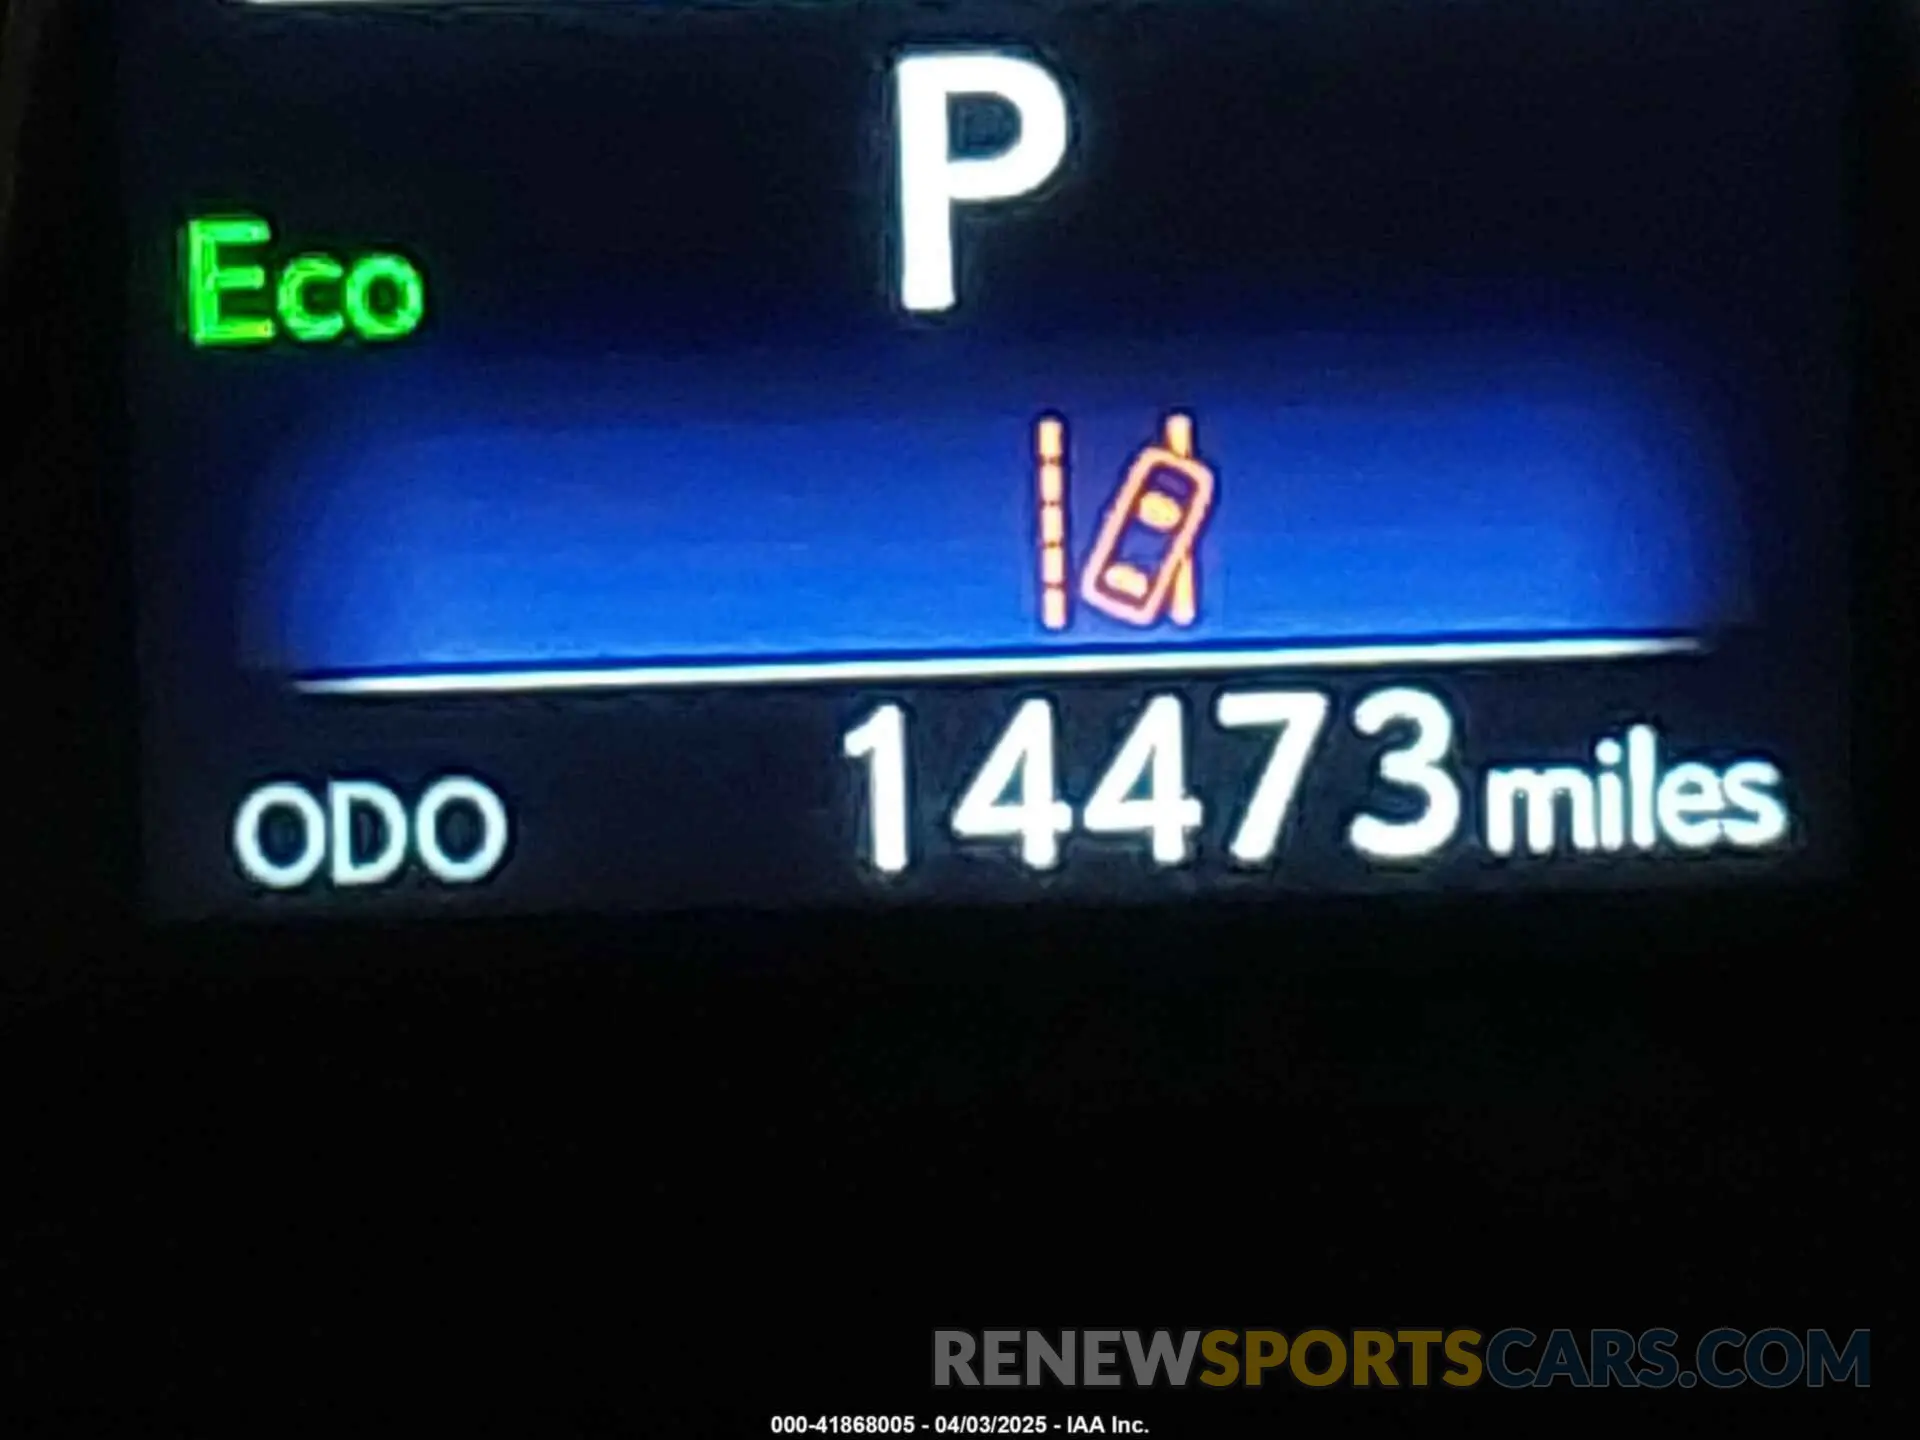 P
Eco
ODO 14473 miles
RENEWSPORTSCARS.COM
000-41868005 - 04/03/2025 - IAA Inc.